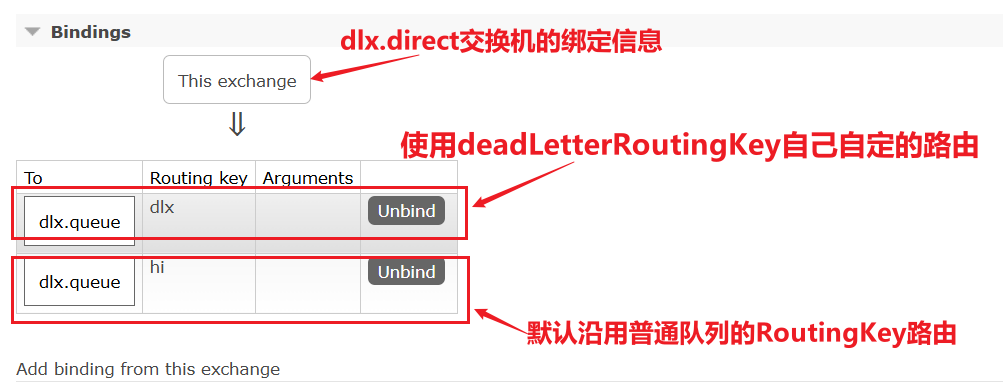 Bindings
dlx.direct交换机的绑定信息
This exchange
⇓
使用deadLetterRoutingKey自己自定的路由
To Routing key Arguments
dlx.queue dlx Unbind
dlx.queue hi Unbind
默认沿用普通队列的RoutingKey路由
Add binding from this exchange